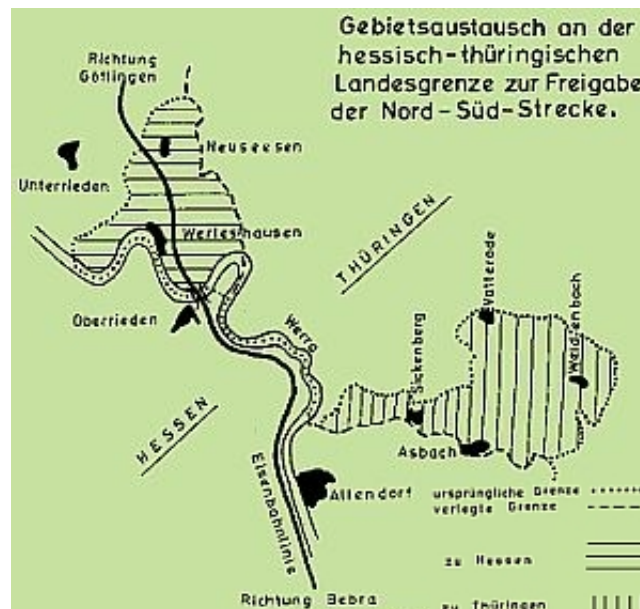 Gebietsaustausch an der
hessisch-thüringischen
Landesgrenze zur Freigabe
der Nord-Süd-Strecke.
Richtung
Göttingen
Neuseesen
Unterrieden
Werleshausen
THÜRINGEN
Vatterode
Weidenbach
Oberrieden
Werra
Sickenberg
HESSEN
Asbach
Eisenbahnlinie
Allendorf
ursprüngliche Grenze
verlegte Grenze
zu Hessen
Richtung Bebra
zu Thüringen